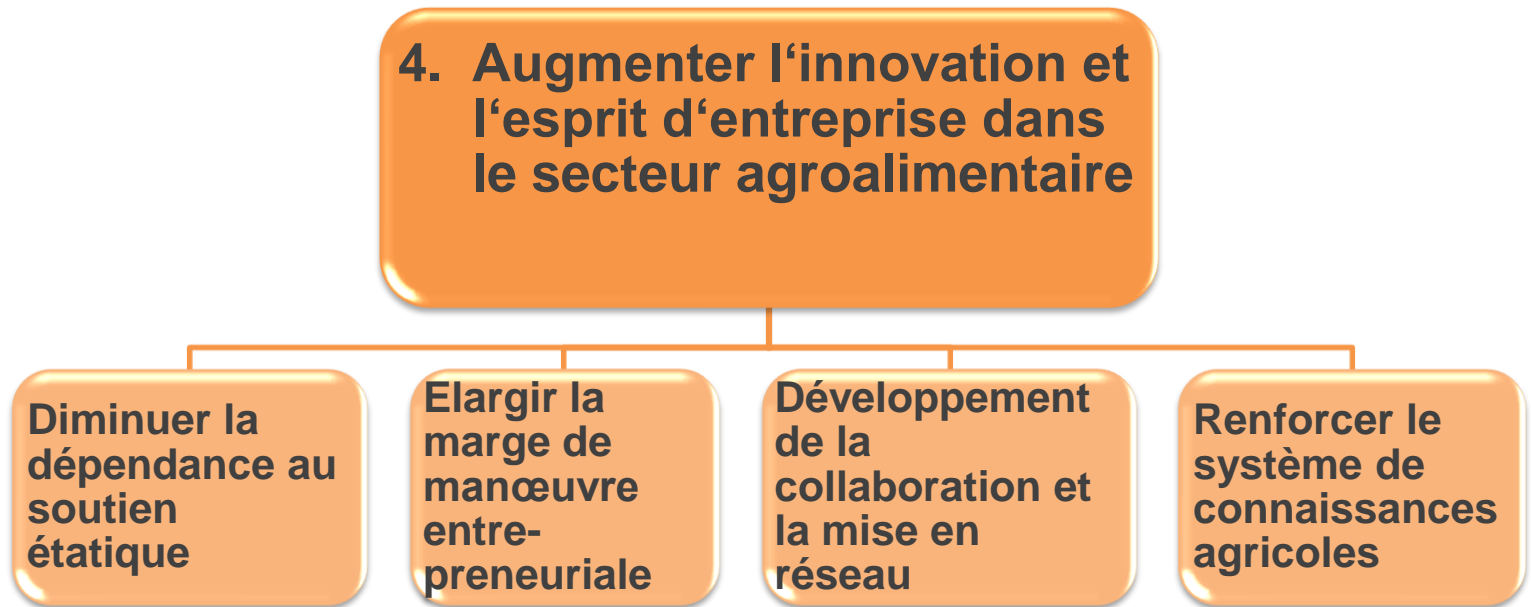 4. Augmenter l‘innovation et
l‘esprit d‘entreprise dans
le secteur agroalimentaire
Diminuer la
dépendance au
soutien
étatique
Elargir la
marge de
manœuvre
entre-
preneuriale
Développement
de la
collaboration et
la mise en
réseau
Renforcer le
système de
connaissances
agricoles